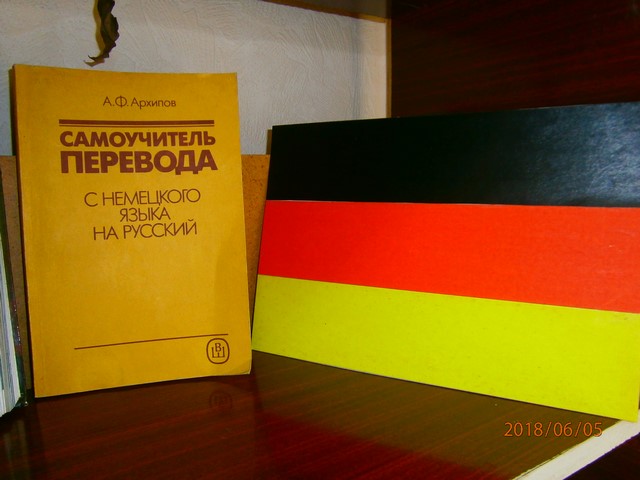 А.Ф. Архипов
САМОУЧИТЕЛЬ
ПЕРЕВОДА
С НЕМЕЦКОГО
ЯЗЫКА
НА РУССКИЙ
2018/06/05